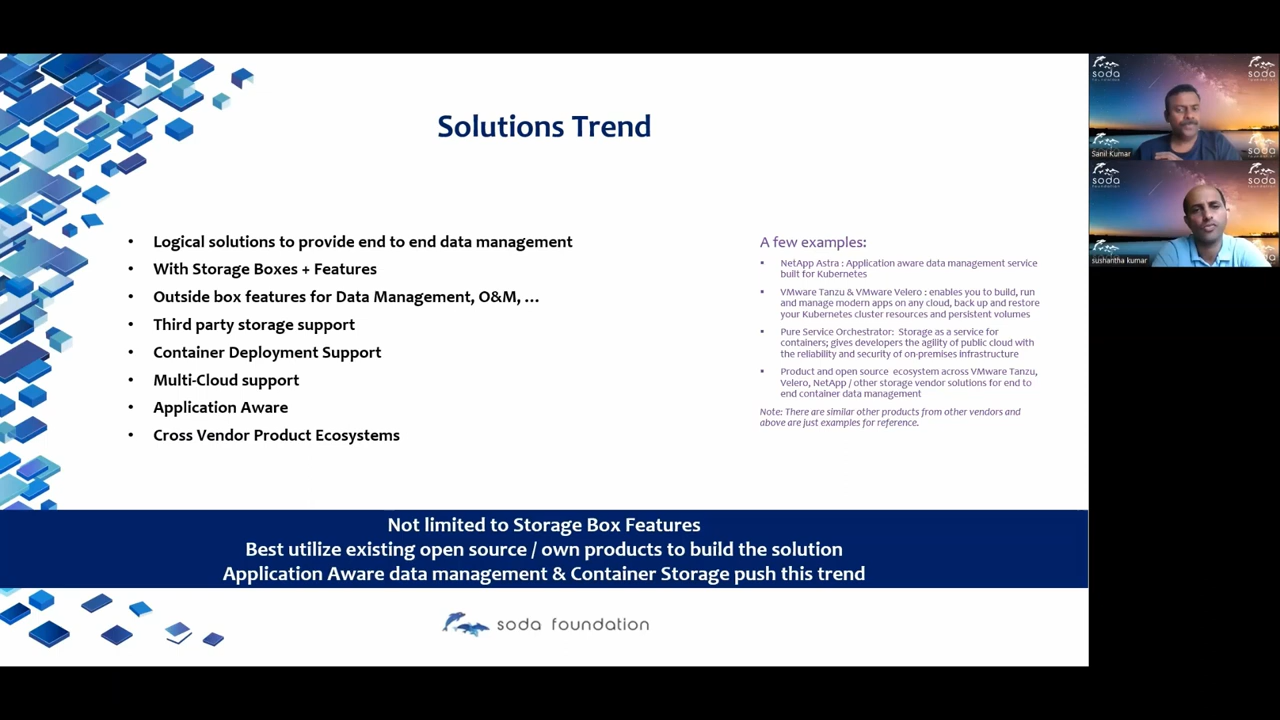 Solutions Trend
• Logical solutions to provide end to end data management
• With Storage Boxes + Features
• Outside box features for Data Management, O&M, ...
• Third party storage support
• Container Deployment Support
• Multi-Cloud support
• Application Aware
• Cross Vendor Product Ecosystems
A few examples:
▪ NetApp Astra : Application aware data management service
built for Kubernetes
▪ VMware Tanzu & VMware Velero : enables you to build, run
and manage modern apps on any cloud, back up and restore
your Kubernetes cluster resources and persistent volumes
▪ Pure Service Orchestrator: Storage as a service for
containers; gives developers the agility of public cloud with
the reliability and security of on-premises infrastructure
▪ Product and open source ecosystem across VMware Tanzu,
Velero, NetApp / other storage vendor solutions for end to
end container data management
Note: There are similar other products from other vendors and
above are just examples for reference.
Not limited to Storage Box Features
Best utilize existing open source / own products to build the solution
Application Aware data management & Container Storage push this trend
soda foundation
soda
foundation
soda
Sanil Kumar
soda
foundation
soda
sushantha kumar